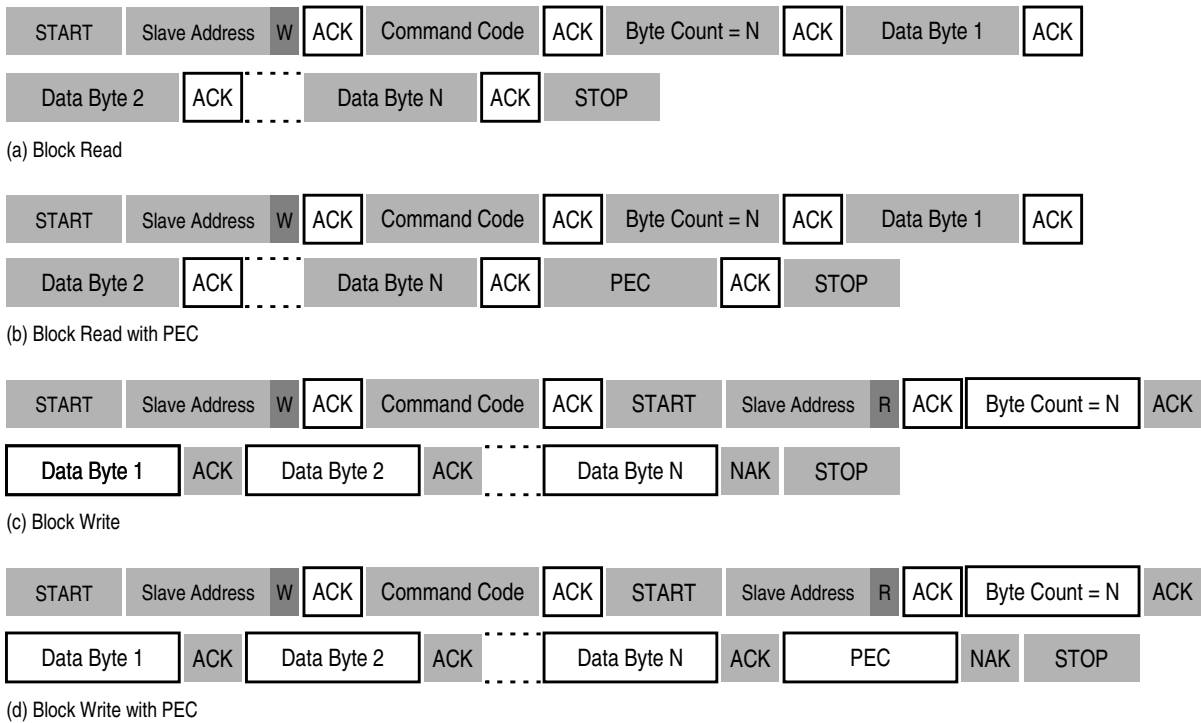 START Slave Address W ACK Command Code ACK Byte Count = N ACK Data Byte 1 ACK
Data Byte 2 ACK Data Byte N ACK STOP
(a) Block Read
START Slave Address W ACK Command Code ACK Byte Count = N ACK Data Byte 1 ACK
Data Byte 2 ACK Data Byte N ACK PEC ACK STOP
(b) Block Read with PEC
START Slave Address W ACK Command Code ACK START Slave Address R ACK Byte Count = N ACK
Data Byte 1 ACK Data Byte 2 ACK Data Byte N NAK STOP
(c) Block Write
START Slave Address W ACK Command Code ACK START Slave Address R ACK Byte Count = N ACK
Data Byte 1 ACK Data Byte 2 ACK Data Byte N ACK PEC NAK STOP
(d) Block Write with PEC